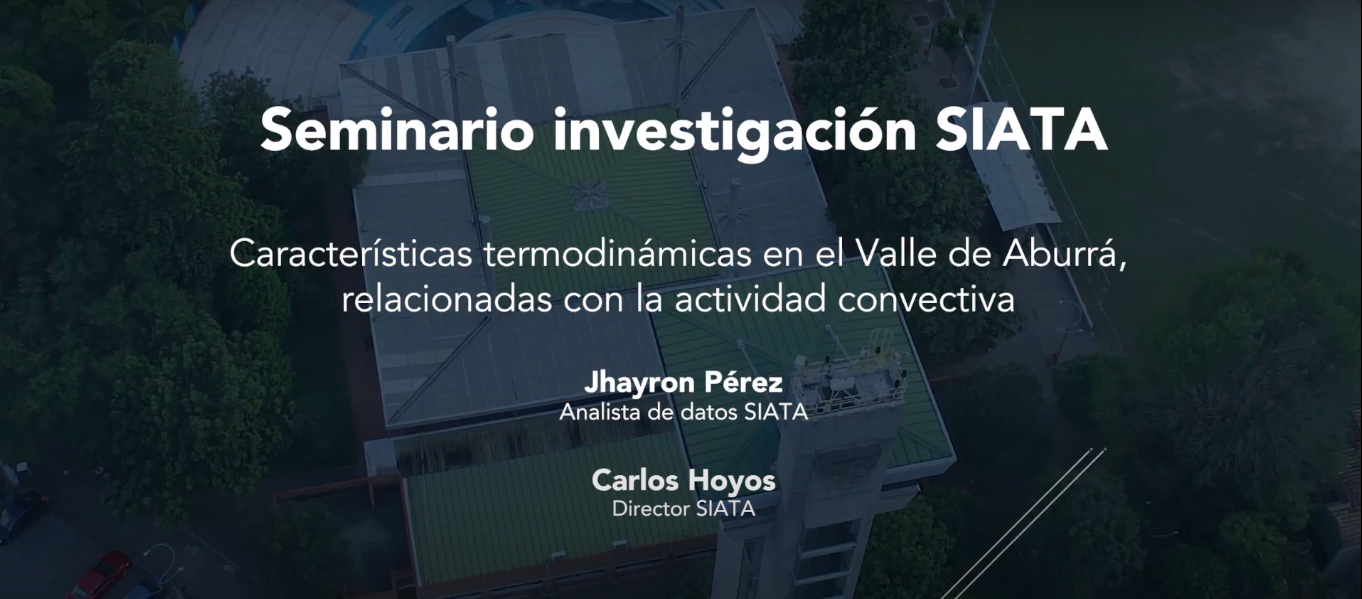 Seminario investigación SIATA
Características termodinámicas en el Valle de Aburrá,
relacionadas con la actividad convectiva
Jhayron Pérez
Analista de datos SIATA
Carlos Hoyos
Director SIATA